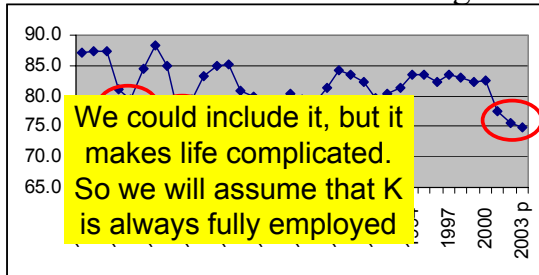 90.0
85.0
80.0
75.0
70.0
65.0
We could include it, but it
makes life complicated.
So we will assume that K
is always fully employed
1997
2000
2003 p